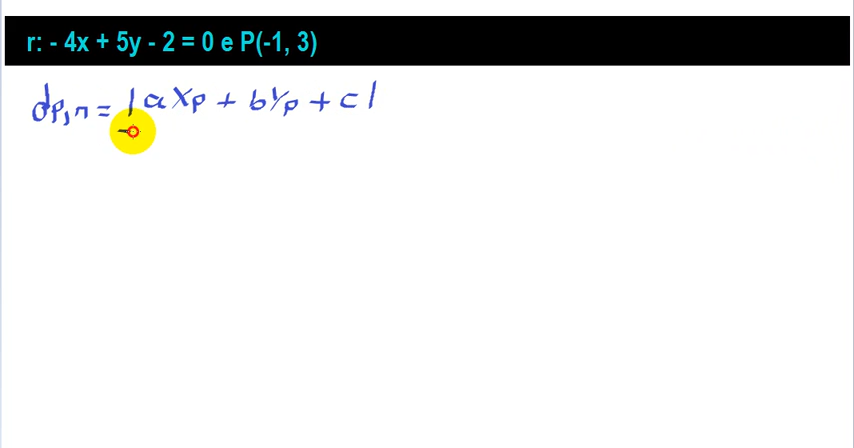 r: - 4x + 5y - 2 = 0 e P(-1, 3)
dP,r = |aXp + bYp + c|